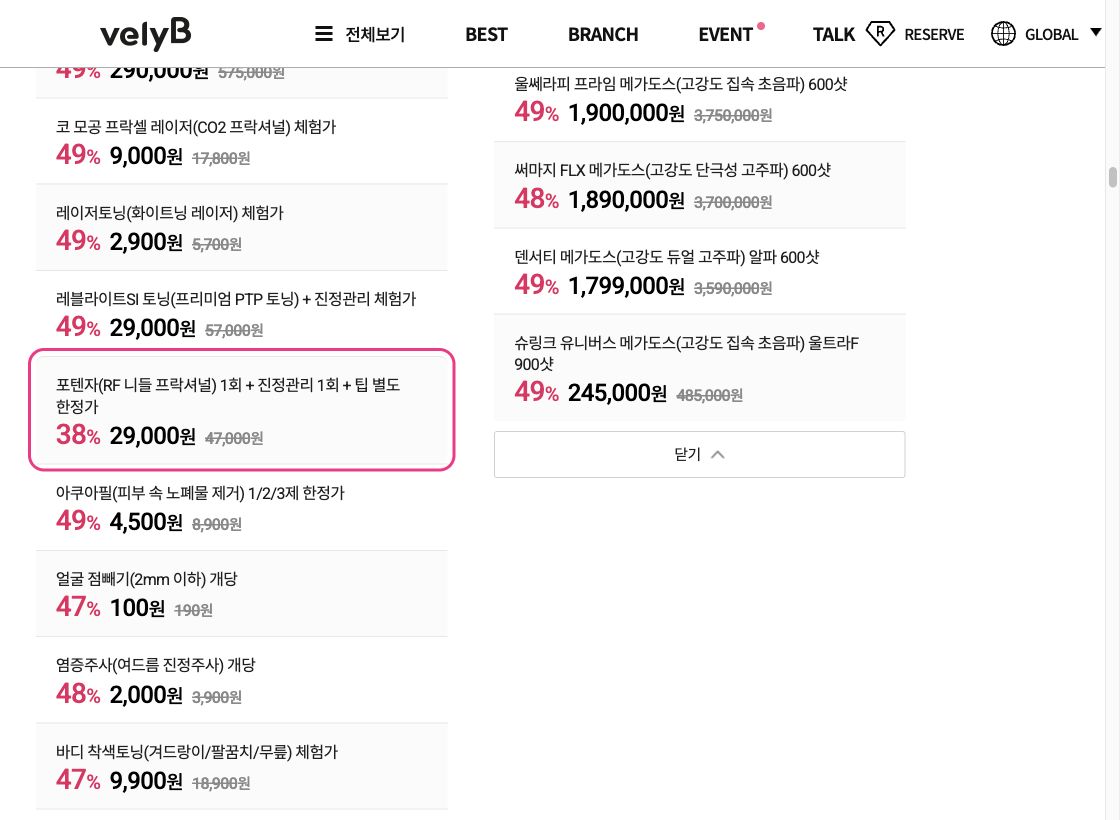 velyB
전체보기
BEST
BRANCH
EVENT
TALK
R
RESERVE
GLOBAL
49% 290,000원 575,000원
코 모공 프락셀 레이저(CO2 프락셔널) 체험가
49% 9,000원 17,800원
레이저토닝(화이트닝 레이저) 체험가
49% 2,900원 5,700원
레블라이트SI 토닝(프리미엄 PTP 토닝) + 진정관리 체험가
49% 29,000원 57,000원
포텐자(RF 니들 프락셔널) 1회 + 진정관리 1회 + 팁 별도
한정가
38% 29,000원 47,000원
아쿠아필(피부 속 노폐물 제거) 1/2/3제 한정가
49% 4,500원 8,900원
얼굴 점빼기(2mm 이하) 개당
47% 100원 190원
염증주사(여드름 진정주사) 개당
48% 2,000원 3,900원
바디 착색토닝(겨드랑이/팔꿈치/무릎) 체험가
47% 9,900원 18,900원
울쎄라피 프라임 메가도스(고강도 집속 초음파) 600샷
49% 1,900,000원 3,750,000원
써마지 FLX 메가도스(고강도 단극성 고주파) 600샷
48% 1,890,000원 3,700,000원
덴서티 메가도스(고강도 듀얼 고주파) 알파 600샷
49% 1,799,000원 3,590,000원
슈링크 유니버스 메가도스(고강도 집속 초음파) 울트라F
900샷
49% 245,000원 485,000원
닫기